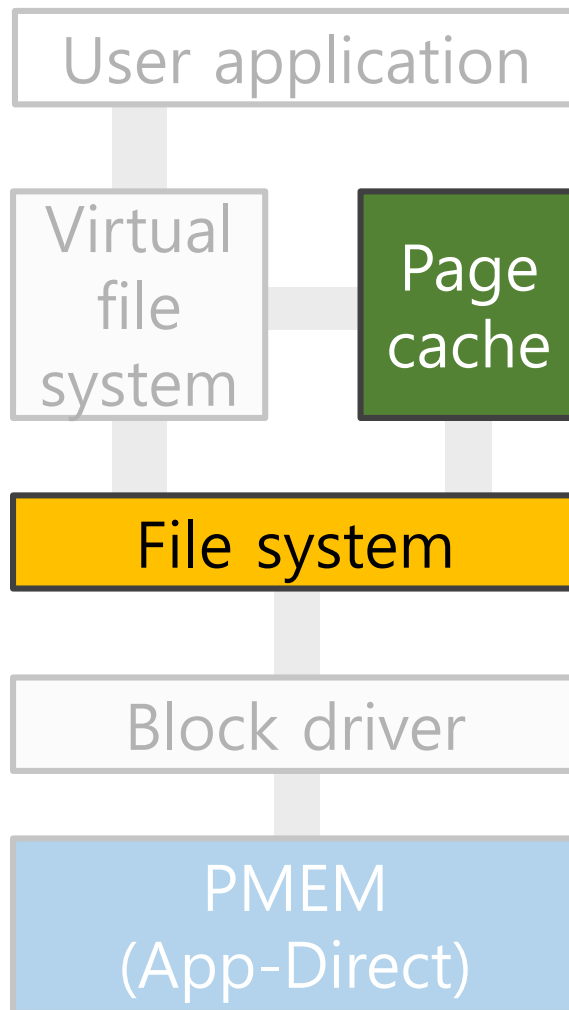 User application
Virtual
file
system
Page
cache
File system
Block driver
PMEM
(App-Direct)